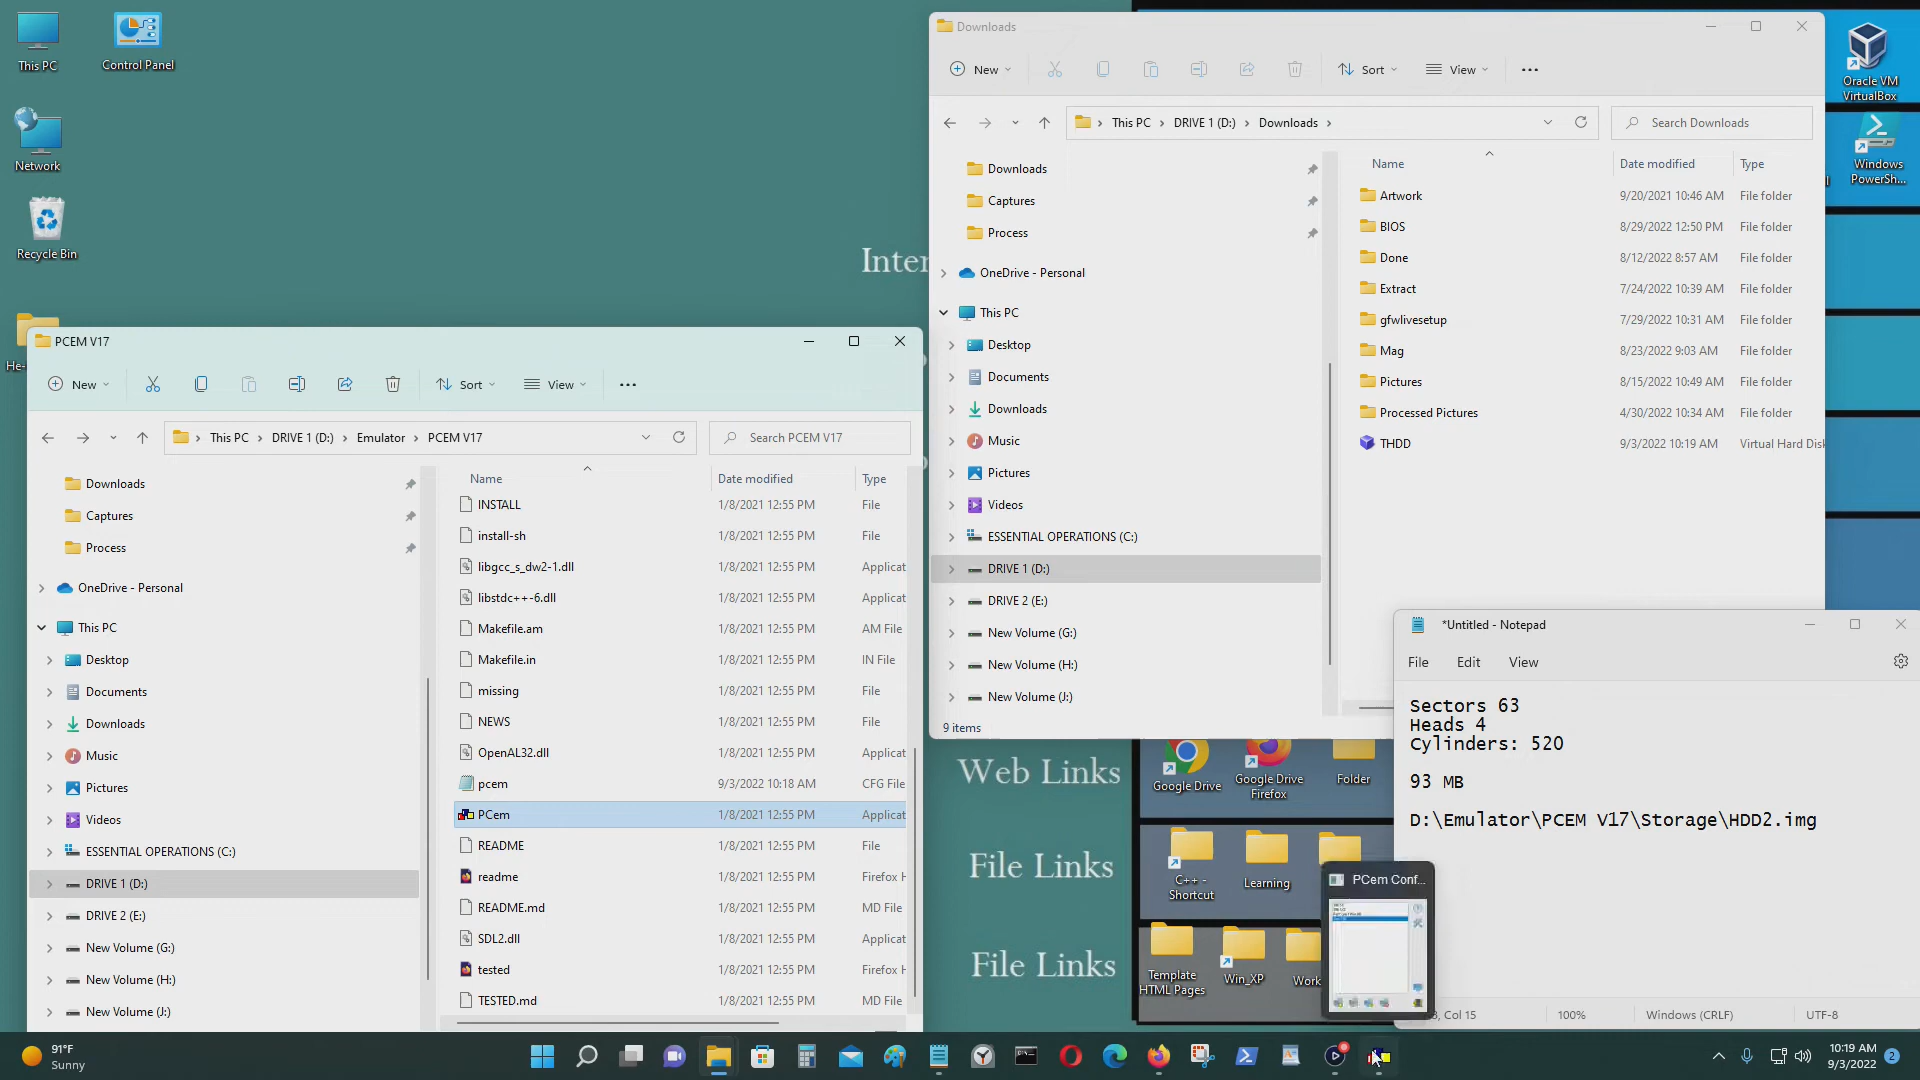 This PC
Control Panel
Network
Recycle Bin
He-
Inter
Downloads
New
Sort
View
This PC
DRIVE 1 (D:)
Downloads
Search Downloads
Downloads
Captures
Process
OneDrive - Personal
This PC
Desktop
Documents
Downloads
Music
Pictures
Videos
ESSENTIAL OPERATIONS (C:)
DRIVE 1 (D:)
DRIVE 2 (E:)
New Volume (G:)
New Volume (H:)
New Volume (J:)
9 items
Name Date modified Type
Artwork 9/20/2021 10:46 AM File folder
BIOS 8/29/2022 12:50 PM File folder
Done 8/12/2022 8:57 AM File folder
Extract 7/24/2022 10:39 AM File folder
gfwlivesetup 7/29/2022 10:31 AM File folder
Mag 8/23/2022 9:03 AM File folder
Pictures 8/15/2022 10:49 AM File folder
Processed Pictures 4/30/2022 10:34 AM File folder
THDD 9/3/2022 10:19 AM Virtual Hard Disk
Oracle VM
VirtualBox
Windows
PowerSh...
PCEM V17
New
Sort
View
This PC
DRIVE 1 (D:)
Emulator
PCEM V17
Search PCEM V17
Downloads
Captures
Process
OneDrive - Personal
This PC
Desktop
Documents
Downloads
Music
Pictures
Videos
ESSENTIAL OPERATIONS (C:)
DRIVE 1 (D:)
DRIVE 2 (E:)
New Volume (G:)
New Volume (H:)
New Volume (J:)
Name Date modified Type
INSTALL 1/8/2021 12:55 PM File
install-sh 1/8/2021 12:55 PM File
libgcc_s_dw2-1.dll 1/8/2021 12:55 PM Applicat
libstdc++-6.dll 1/8/2021 12:55 PM Applicat
Makefile.am 1/8/2021 12:55 PM AM File
Makefile.in 1/8/2021 12:55 PM IN File
missing 1/8/2021 12:55 PM File
NEWS 1/8/2021 12:55 PM File
OpenAL32.dll 1/8/2021 12:55 PM Applicat
pcem 9/3/2022 10:18 AM CFG File
PCem 1/8/2021 12:55 PM Applicat
README 1/8/2021 12:55 PM File
readme 1/8/2021 12:55 PM Firefox H
README.md 1/8/2021 12:55 PM MD File
SDL2.dll 1/8/2021 12:55 PM Applicat
tested 1/8/2021 12:55 PM Firefox H
TESTED.md 1/8/2021 12:55 PM MD File
*Untitled - Notepad
File Edit View
Sectors 63
Heads 4
Cylinders: 520
93 MB
D:\Emulator\PCEM V17\Storage\HDD2.img
, Col 15 100% Windows (CRLF) UTF-8
Web Links
Google Drive
Google Drive
Firefox
Folder
File Links
C++ -
Shortcut
Learning
File Links
Template
HTML Pages
Win_XP
Work
PCem Conf...
91°F
Sunny
10:19 AM
9/3/2022
2